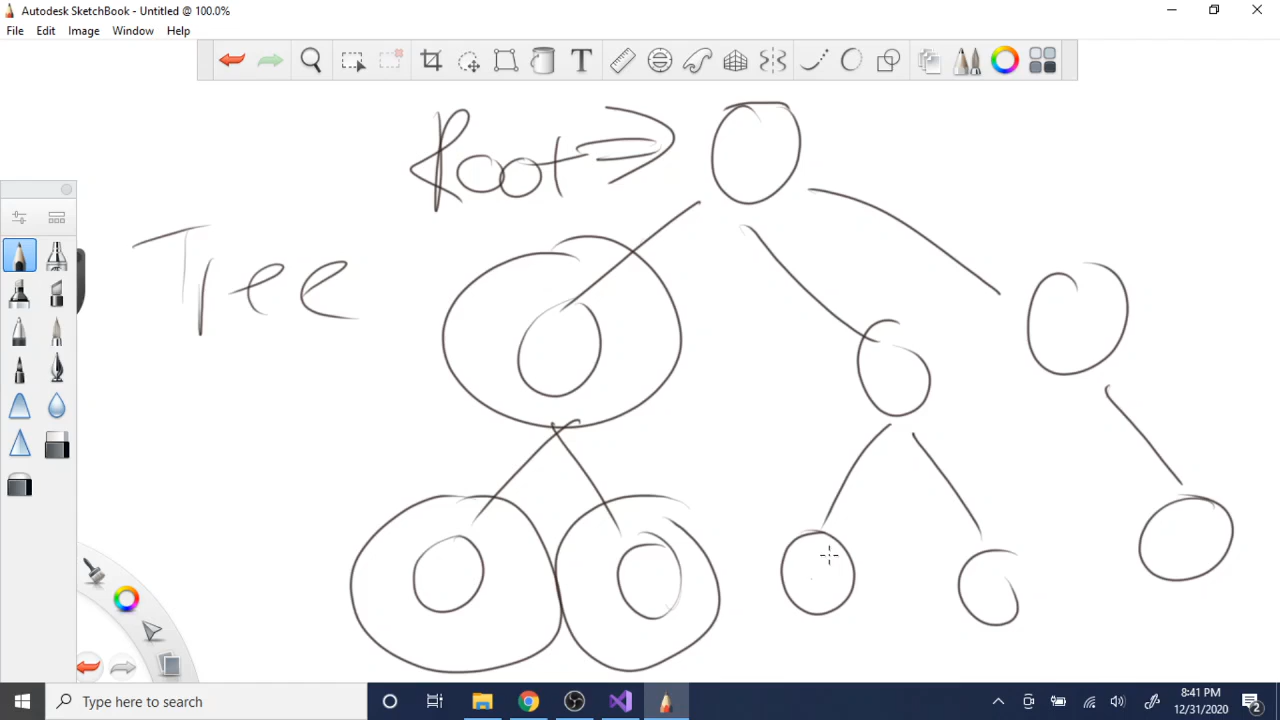 Autodesk SketchBook - Untitled @ 100.0%
File Edit Image Window Help
T
Root
Tee
Type here to search
8:41 PM
12/31/2020
2